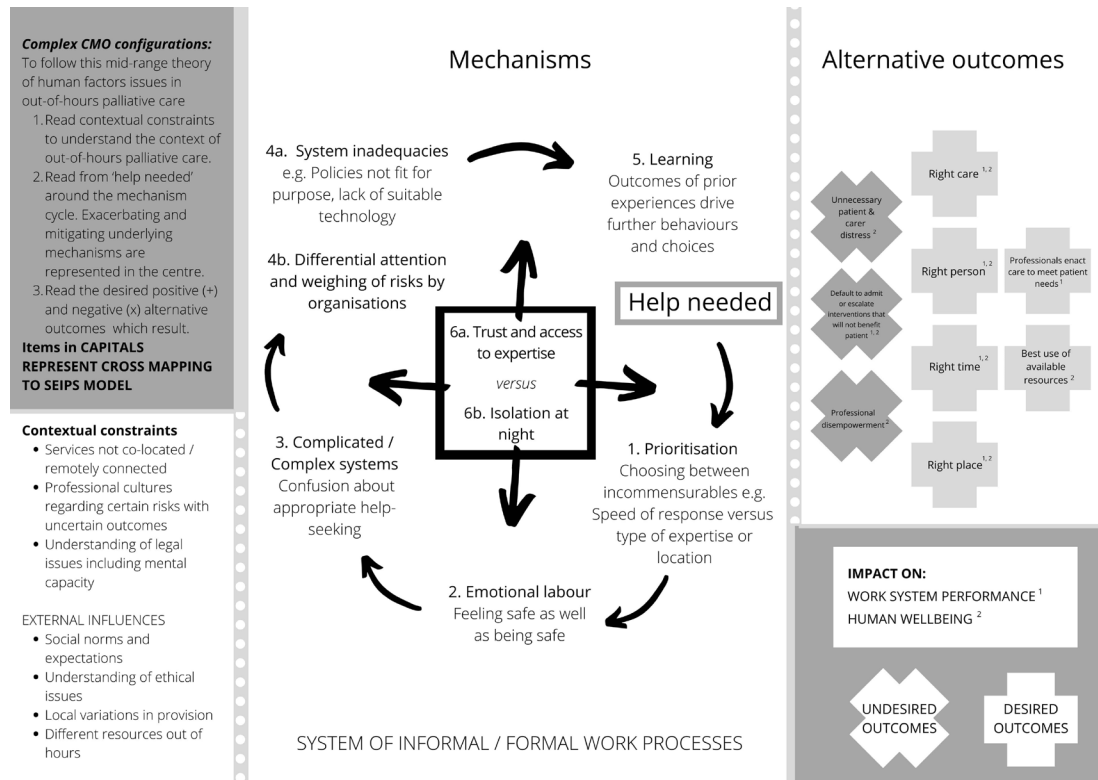 Complex CMO configurations:
To follow this mid-range theory
of human factors issues in
out-of-hours palliative care
1. Read contextual constraints
to understand the context of
out-of-hours palliative care.
2. Read from ‘help needed’
around the mechanism
cycle. Exacerbating and
mitigating underlying
mechanisms are
represented in the centre.
3. Read the desired positive (+)
and negative (x) alternative
outcomes which result.
Items in CAPITALS
REPRESENT CROSS MAPPING
TO SEIPS MODEL
Contextual constraints
• Services not co-located /
remotely connected
• Professional cultures
regarding certain risks with
uncertain outcomes
• Understanding of legal
issues including mental
capacity
EXTERNAL INFLUENCES
• Social norms and
expectations
• Understanding of ethical
issues
• Local variations in provision
• Different resources out of
hours
Mechanisms
4a. System inadequacies
e.g. Policies not fit for
purpose, lack of suitable
technology
4b. Differential attention
and weighing of risks by
organisations
5. Learning
Outcomes of prior
experiences drive
further behaviours
and choices
Help needed
6a. Trust and access
to expertise
versus
6b. Isolation at
night
3. Complicated /
Complex systems
Confusion about
appropriate help-
seeking
1. Prioritisation
Choosing between
incommensurables e.g.
Speed of response versus
type of expertise or
location
2. Emotional labour
Feeling safe as well
as being safe
SYSTEM OF INFORMAL / FORMAL WORK PROCESSES
Alternative outcomes
Unnecessary
patient &
carer
distress 2
Default to admit
or escalate
interventions that
will not benefit
patient 1, 2
Professional
disempowerment 2
Right care 1, 2
Right person 1, 2
Right time 1, 2
Right place 1, 2
Professionals enact
care to meet patient
needs 1
Best use of
available
resources 2
IMPACT ON:
WORK SYSTEM PERFORMANCE 1
HUMAN WELLBEING 2
UNDESIRED
OUTCOMES
DESIRED
OUTCOMES